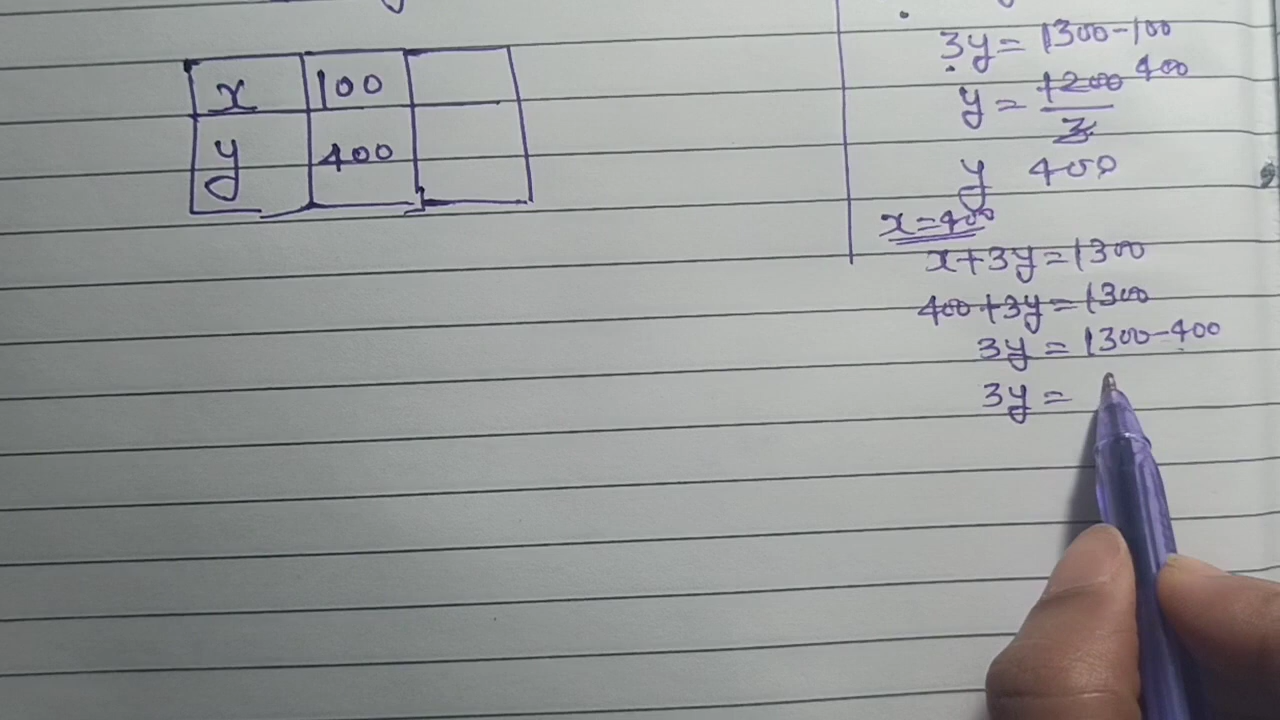 x 100
y 400
3y = 1300-100
y = 1200 400
3
y 400
x=400
x+3y=1300
400+3y=1300
3y = 1300-400
3y =